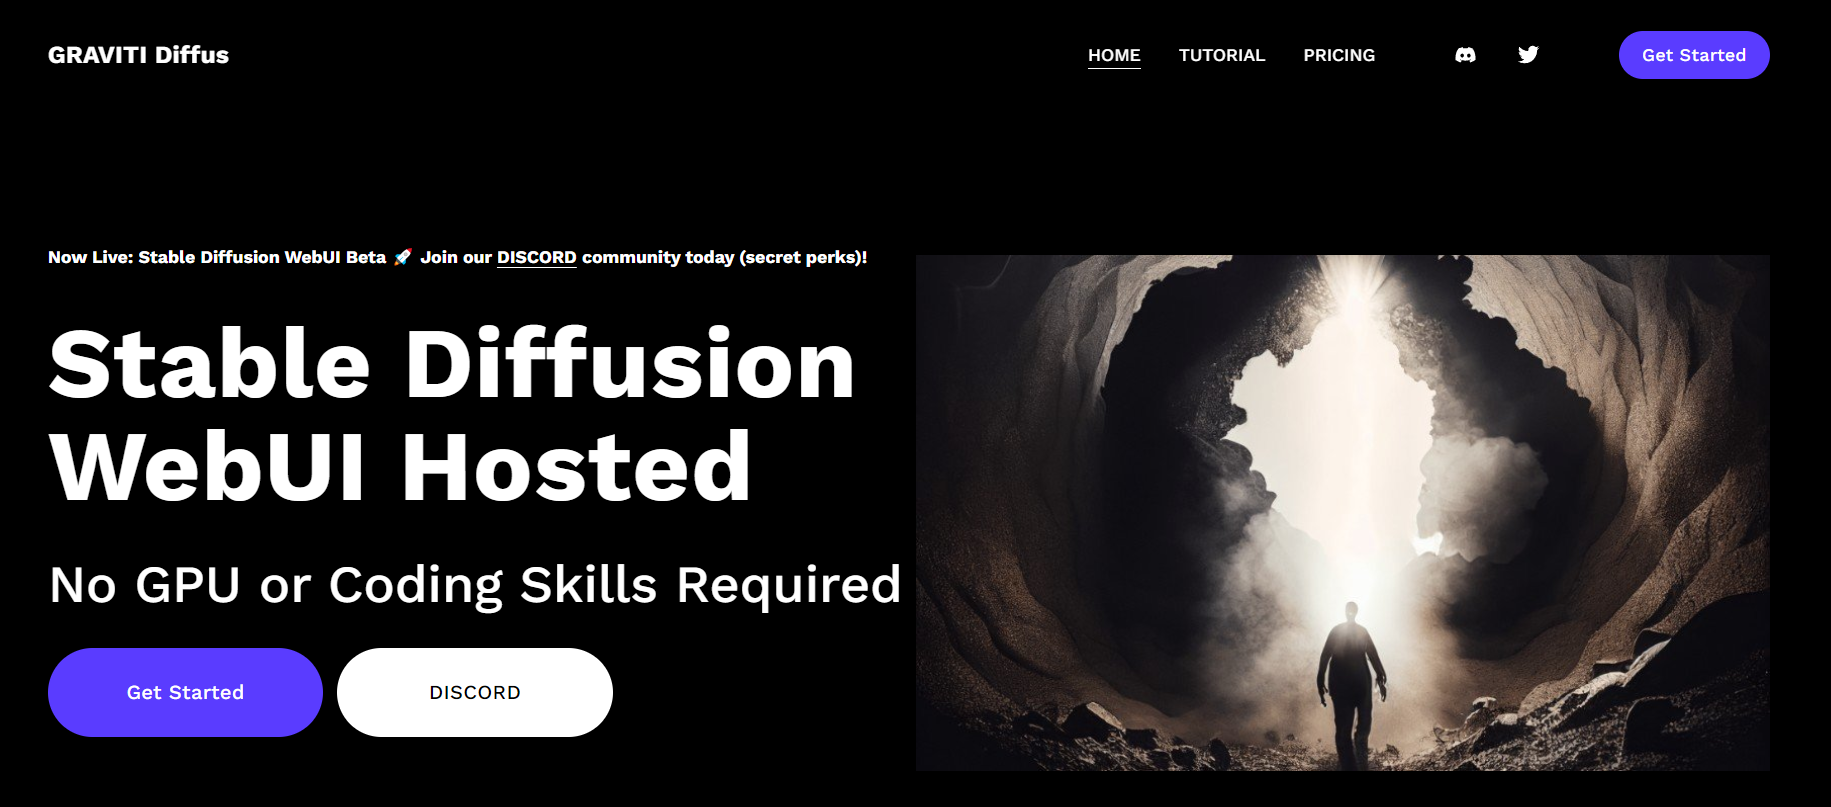 GRAVITI Diffus
HOME TUTORIAL PRICING Get Started
Now Live: Stable Diffusion WebUI Beta 🚀 Join our DISCORD community today (secret perks)!
Stable Diffusion
WebUI Hosted
No GPU or Coding Skills Required
Get Started DISCORD